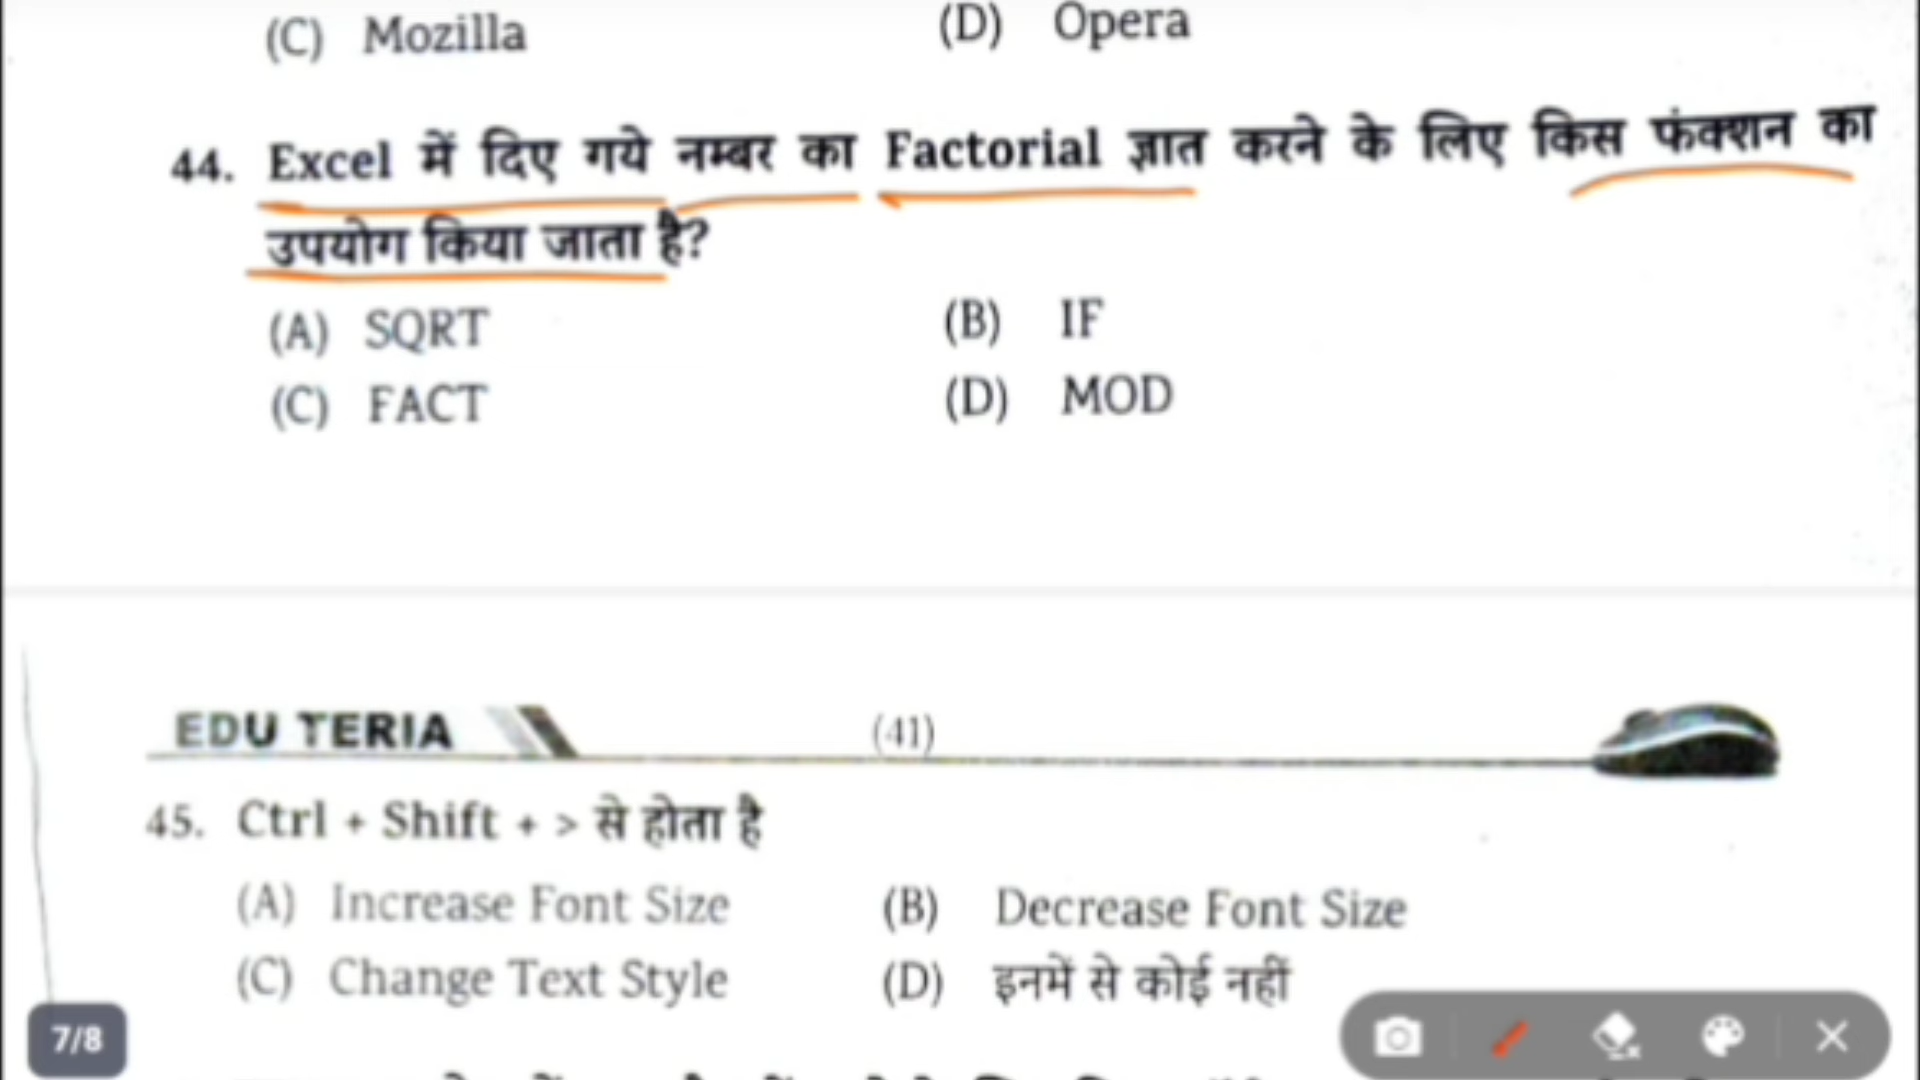 (C) Mozilla (D) Opera
44. Excel में दिए गये नम्बर का Factorial ज्ञात करने के लिए किस फंक्शन का
उपयोग किया जाता है?
(A) SQRT (B) IF
(C) FACT (D) MOD
EDU TERIA (41)
45. Ctrl + Shift + > से होता है
(A) Increase Font Size (B) Decrease Font Size
(C) Change Text Style (D) इनमें से कोई नहीं
7/8